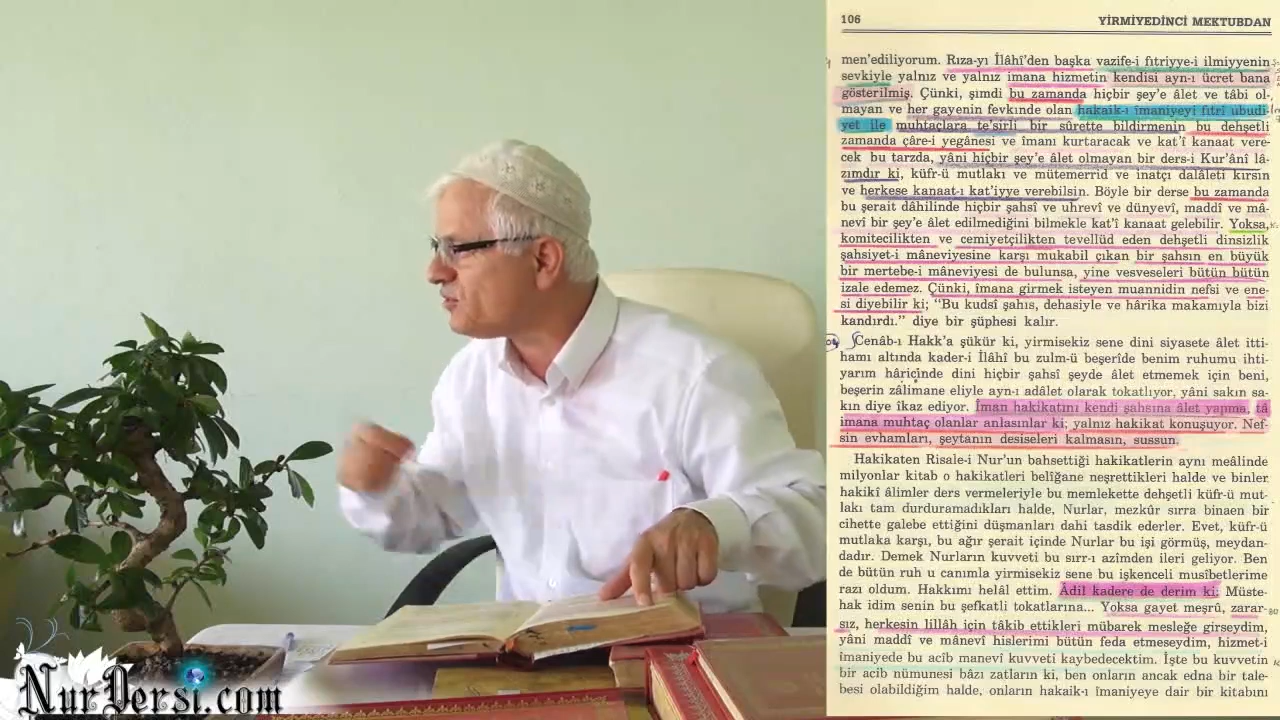 106 YİRMİYEDİNCİ MEKTUBDAN
men'ediliyorum. Rıza-yı İlâhî'den başka vazife-i fıtriyye-i ilmiyyenin
sevkiyle yalnız ve yalnız imana hizmetin kendisi ayn-ı ücret bana
gösterilmiş. Çünki, şimdi bu zamanda hiçbir şey'e âlet ve tâbi ol-
mayan ve her gayenin fevkınde olan hakaik-ı îmaniyeyi fıtrî ubudi-
yet ile muhtaçlara te'sirli bir sûrette bildirmenin bu dehşetli
zamanda çâre-i yegânesi ve îmanı kurtaracak ve kat'î kanaat vere-
cek bu tarzda, yâni hiçbir şey'e âlet olmayan bir ders-i Kur'ânî lâ-
zımdır ki, küfr-ü mutlakı ve mütemerrid ve inatçı dalâleti kırsın
ve herkese kanaat-ı kat'iyye verebilsin. Böyle bir derse bu zamanda
bu şerait dâhilinde hiçbir şahsî ve uhrevî ve dünyevî, maddî ve mâ-
nevî bir şey'e âlet edilmediğini bilmekle kat'î kanaat gelebilir. Yoksa,
komitecilikten ve cemiyetçilikten tevellüd eden dehşetli dinsizlik
şahsiyet-i mâneviyesine karşı mukabil çıkan bir şahsın en büyük
bir mertebe-i mâneviyesi de bulunsa, yine vesveseleri bütün bütün
izale edemez. Çünki, îmana girmek isteyen muannidin nefsi ve ene-
si diyebilir ki; "Bu kudsî şahıs, dehasiyle ve hârika makamıyla bizi
kandırdı." diye bir şüphesi kalır.
Cenâb-ı Hakk'a şükür ki, yirmisekiz sene dini siyasete âlet itti-
hamı altında kader-i İlâhî bu zulm-ü beşerîde benim ruhumu ihti-
yarım hâricinde dini hiçbir şahsî şeyde âlet etmemek için beni,
beşerin zâlimane eliyle ayn-ı adâlet olarak tokatlıyor, yâni sakın sa-
kın diye îkaz ediyor. Îman hakikatını kendi şahsına âlet yapma, tâ
imana muhtaç olanlar anlasınlar ki; yalnız hakikat konuşuyor. Nef-
sin evhamları, şeytanın desiseleri kalmasın, sussun.
Hakikaten Risale-i Nur'un bahsettiği hakikatlerin aynı meâlinde
milyonlar kitab o hakikatleri belîğane neşrettikleri halde ve binler
hakikî âlimler ders vermeleriyle bu memlekette dehşetli küfr-ü mut-
lakı tam durduramadıkları halde, Nurlar, mezkûr sırra binaen bir
cihette galebe ettiğini düşmanları dahi tasdik ederler. Evet, küfr-ü
mutlaka karşı, bu ağır şerait içinde Nurlar bu işi görmüş, meydan-
dadır. Demek Nurların kuvveti bu sırr-ı azîmden ileri geliyor. Ben
de bütün ruh u canımla yirmisekiz sene bu işkenceli musîbetlerime
razı oldum. Hakkımı helâl ettim. Âdil kadere de derim ki: Müste-
hak idim senin bu şefkatli tokatlarına... Yoksa gayet meşrû, zarar-
sız, herkesin lillâh için tâkib ettikleri mübarek mesleğe girseydim,
yâni maddî ve mânevî hislerimi bütün feda etmeseydim, hizmet-i
îmaniyede bu acîb manevî kuvveti kaybedecektim. İşte bu kuvvetin
bir acib nümunesi bâzı zatların ki, ben onların ancak edna bir tale-
besi olabildiğim halde, onların hakaik-ı îmaniyeye dair bir kitabını
NurDersi.com